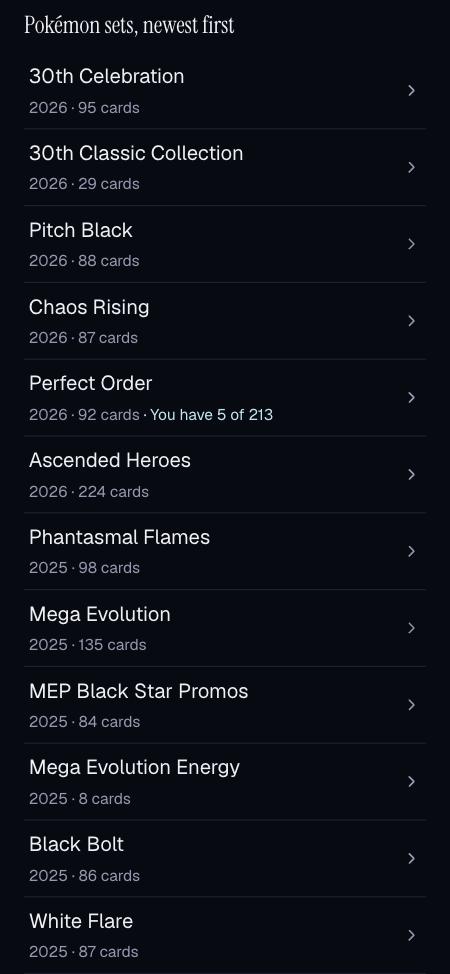 Pokémon sets, newest first
30th Celebration
2026 · 95 cards
30th Classic Collection
2026 · 29 cards
Pitch Black
2026 · 88 cards
Chaos Rising
2026 · 87 cards
Perfect Order
2026 · 92 cards · You have 5 of 213
Ascended Heroes
2026 · 224 cards
Phantasmal Flames
2025 · 98 cards
Mega Evolution
2025 · 135 cards
MEP Black Star Promos
2025 · 84 cards
Mega Evolution Energy
2025 · 8 cards
Black Bolt
2025 · 86 cards
White Flare
2025 · 87 cards